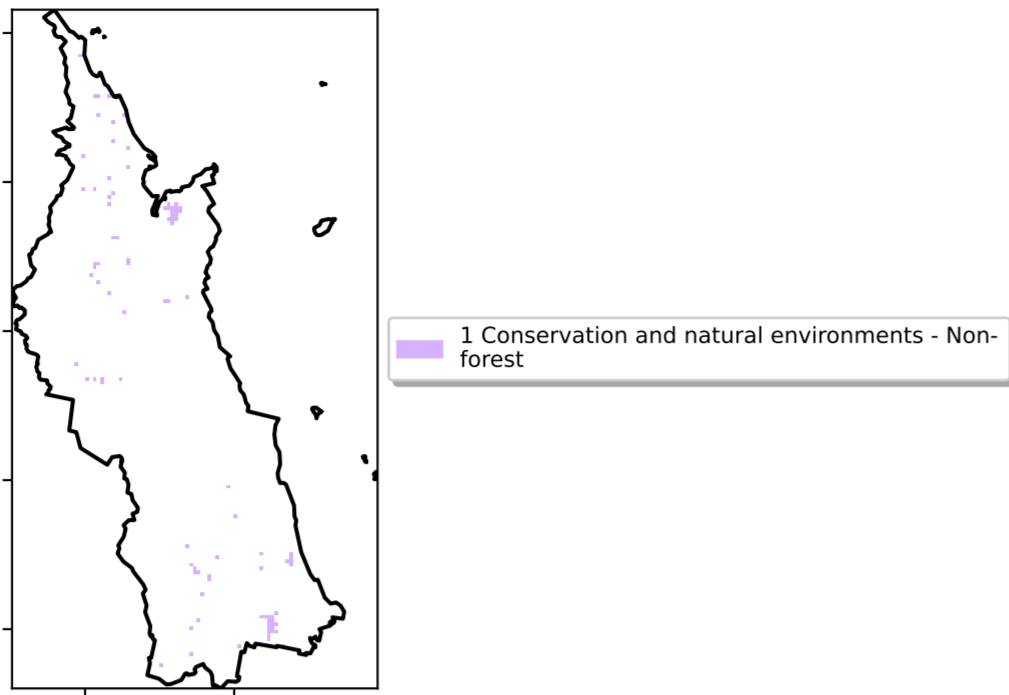 1 Conservation and natural environments - Non-
forest